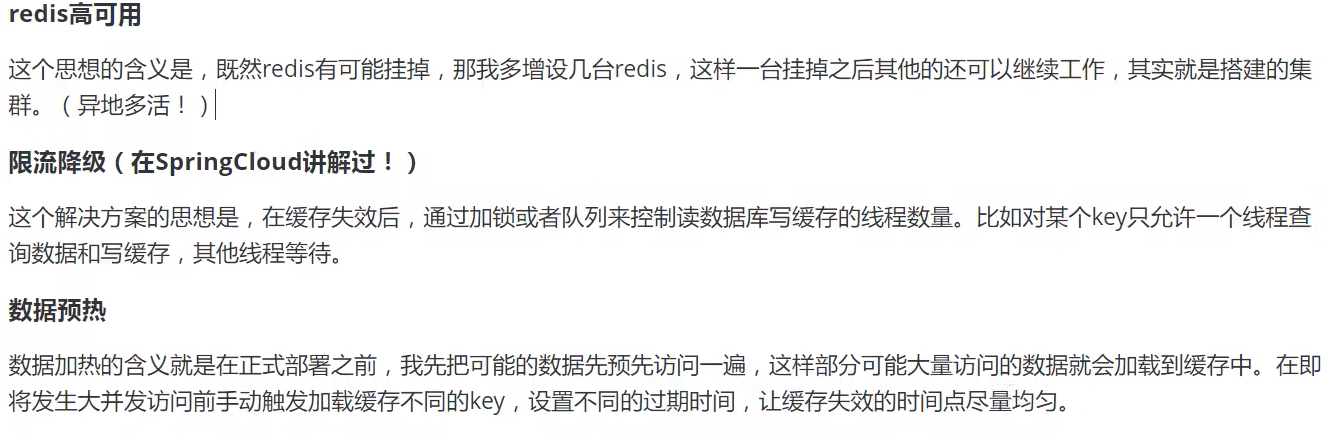 redis高可用
这个思想的含义是，既然redis有可能挂掉，那我多增设几台redis，这样一台挂掉之后其他的还可以继续工作，其实就是搭建的集
群。（异地多活！）
限流降级（在SpringCloud讲解过！）
这个解决方案的思想是，在缓存失效后，通过加锁或者队列来控制读数据库写缓存的线程数量。比如对某个key只允许一个线程查
询数据和写缓存，其他线程等待。
数据预热
数据加热的含义就是在正式部署之前，我先把可能的数据先预先访问一遍，这样部分可能大量访问的数据就会加载到缓存中。在即
将发生大并发访问前手动触发加载缓存不同的key，设置不同的过期时间，让缓存失效的时间点尽量均匀。